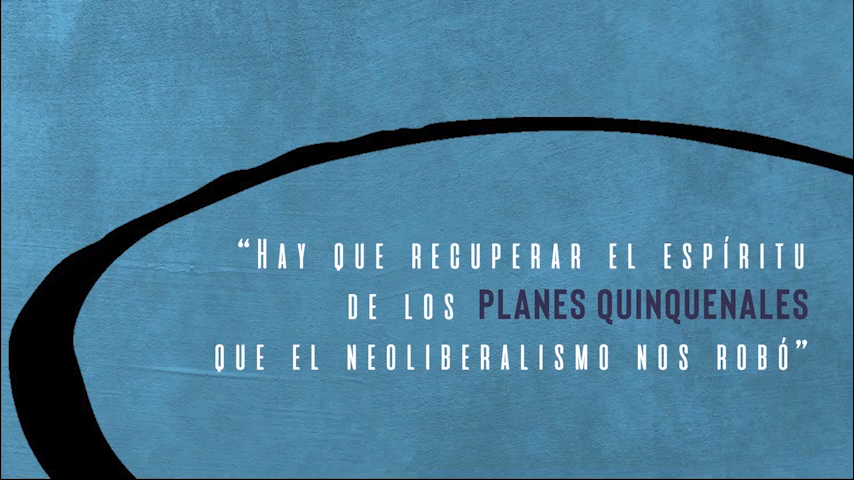 “Hay que recuperar el espíritu
de los PLANES QUINQUENALES
que el neoliberalismo nos robó”